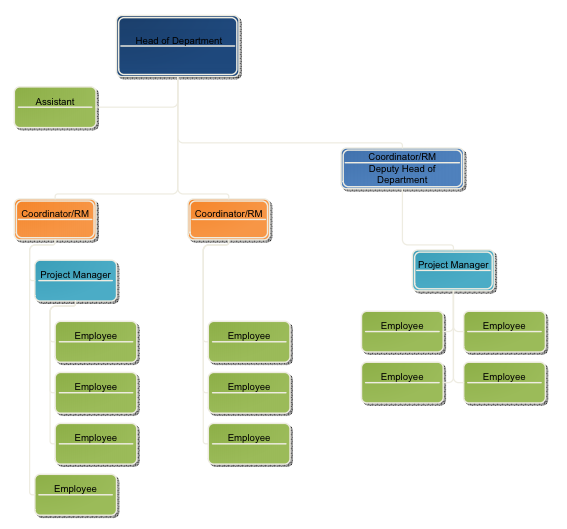 Head of Department
Assistant
Coordinator/RM
Deputy Head of
Department
Coordinator/RM
Coordinator/RM
Project Manager
Project Manager
Employee
Employee
Employee
Employee
Employee
Employee
Employee
Employee
Employee
Employee
Employee